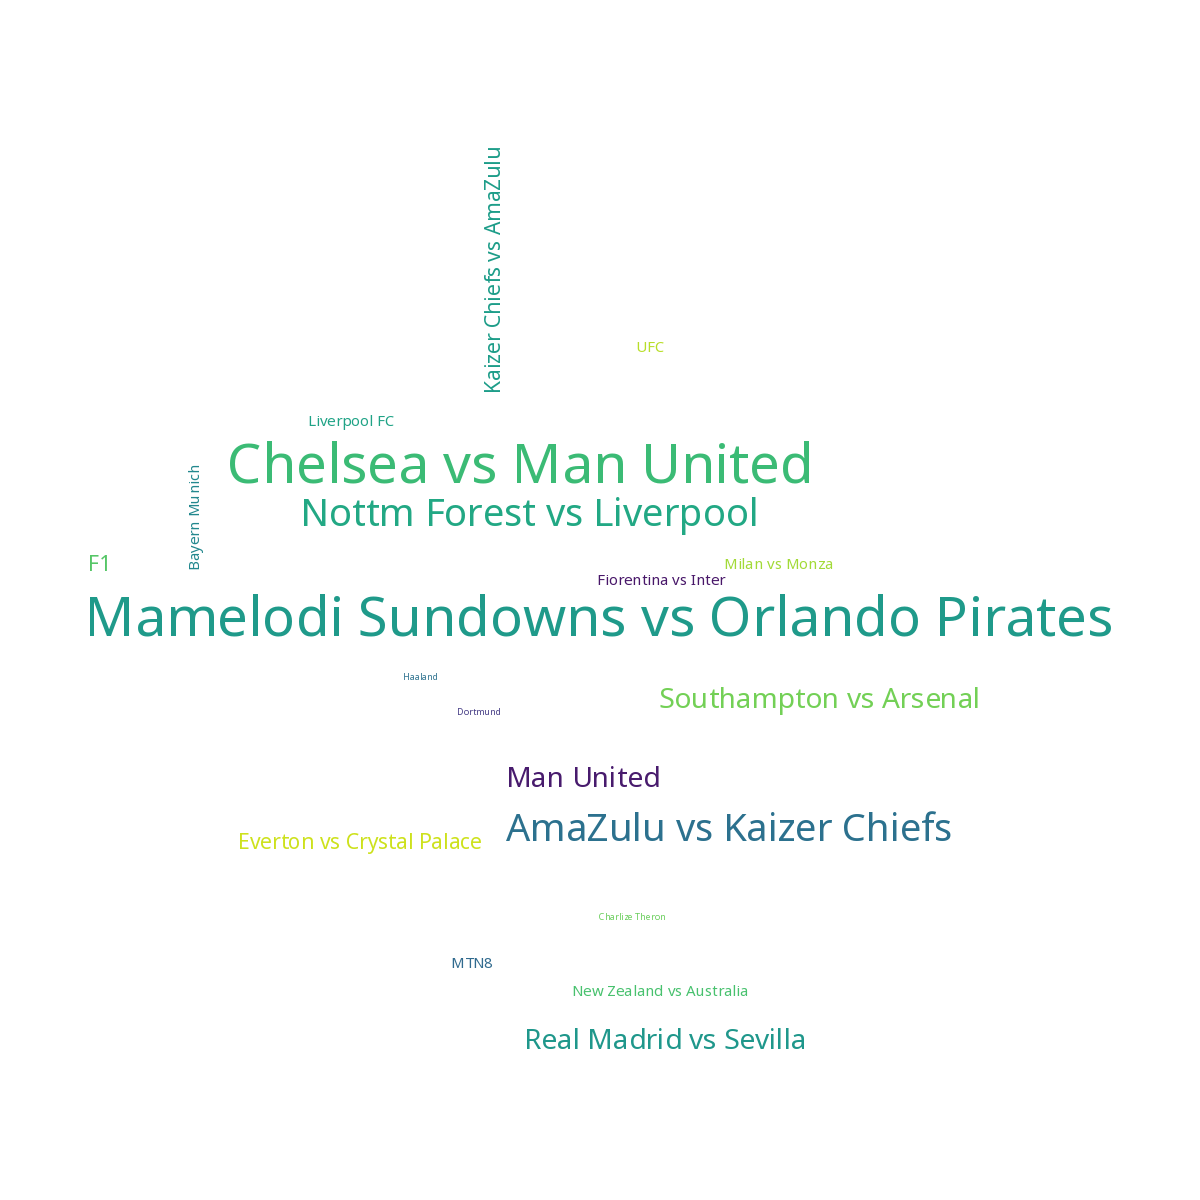 Kaizer Chiefs vs AmaZulu
UFC
Liverpool FC
Chelsea vs Man United
Bayern Munich
Nottm Forest vs Liverpool
F1
Milan vs Monza
Fiorentina vs Inter
Mamelodi Sundowns vs Orlando Pirates
Haaland
Southampton vs Arsenal
Dortmund
Man United
AmaZulu vs Kaizer Chiefs
Everton vs Crystal Palace
Charlize Theron
MTN8
New Zealand vs Australia
Real Madrid vs Sevilla